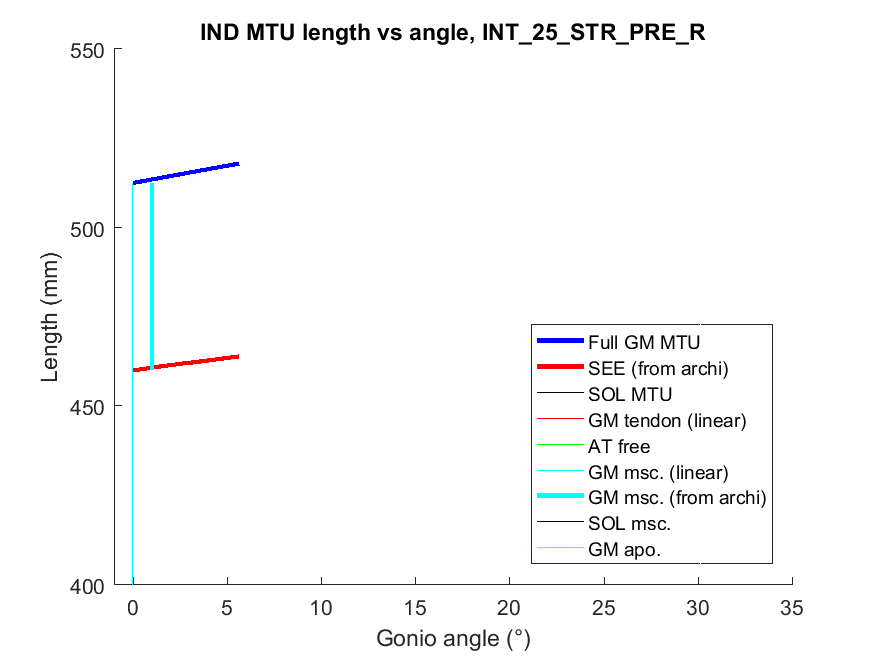 IND MTU length vs angle, INT_25_STR_PRE_R
550
500
450
400
Length (mm)
0 5 10 15 20 25 30 35
Gonio angle (°)
Full GM MTU
SEE (from archi)
SOL MTU
GM tendon (linear)
AT free
GM msc. (linear)
GM msc. (from archi)
SOL msc.
GM apo.